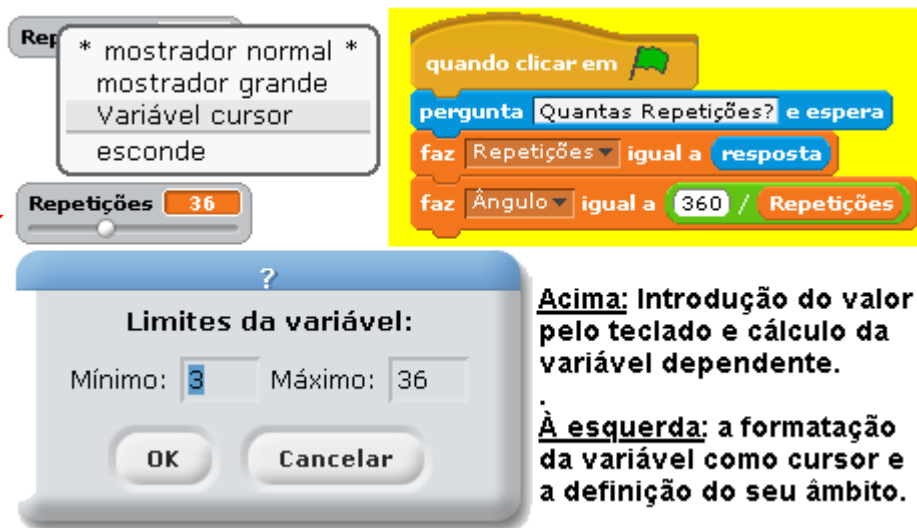 Rep
* mostrador normal *
mostrador grande
Variável cursor
esconde
Repetições 36
quando clicar em
pergunta Quantas Repetições? e espera
faz Repetições igual a resposta
faz Ângulo igual a 360 / Repetições
?
Limites da variável:
Mínimo: 3 Máximo: 36
OK Cancelar
Acima: Introdução do valor
pelo teclado e cálculo da
variável dependente.
.
À esquerda: a formatação
da variável como cursor e
a definição do seu âmbito.